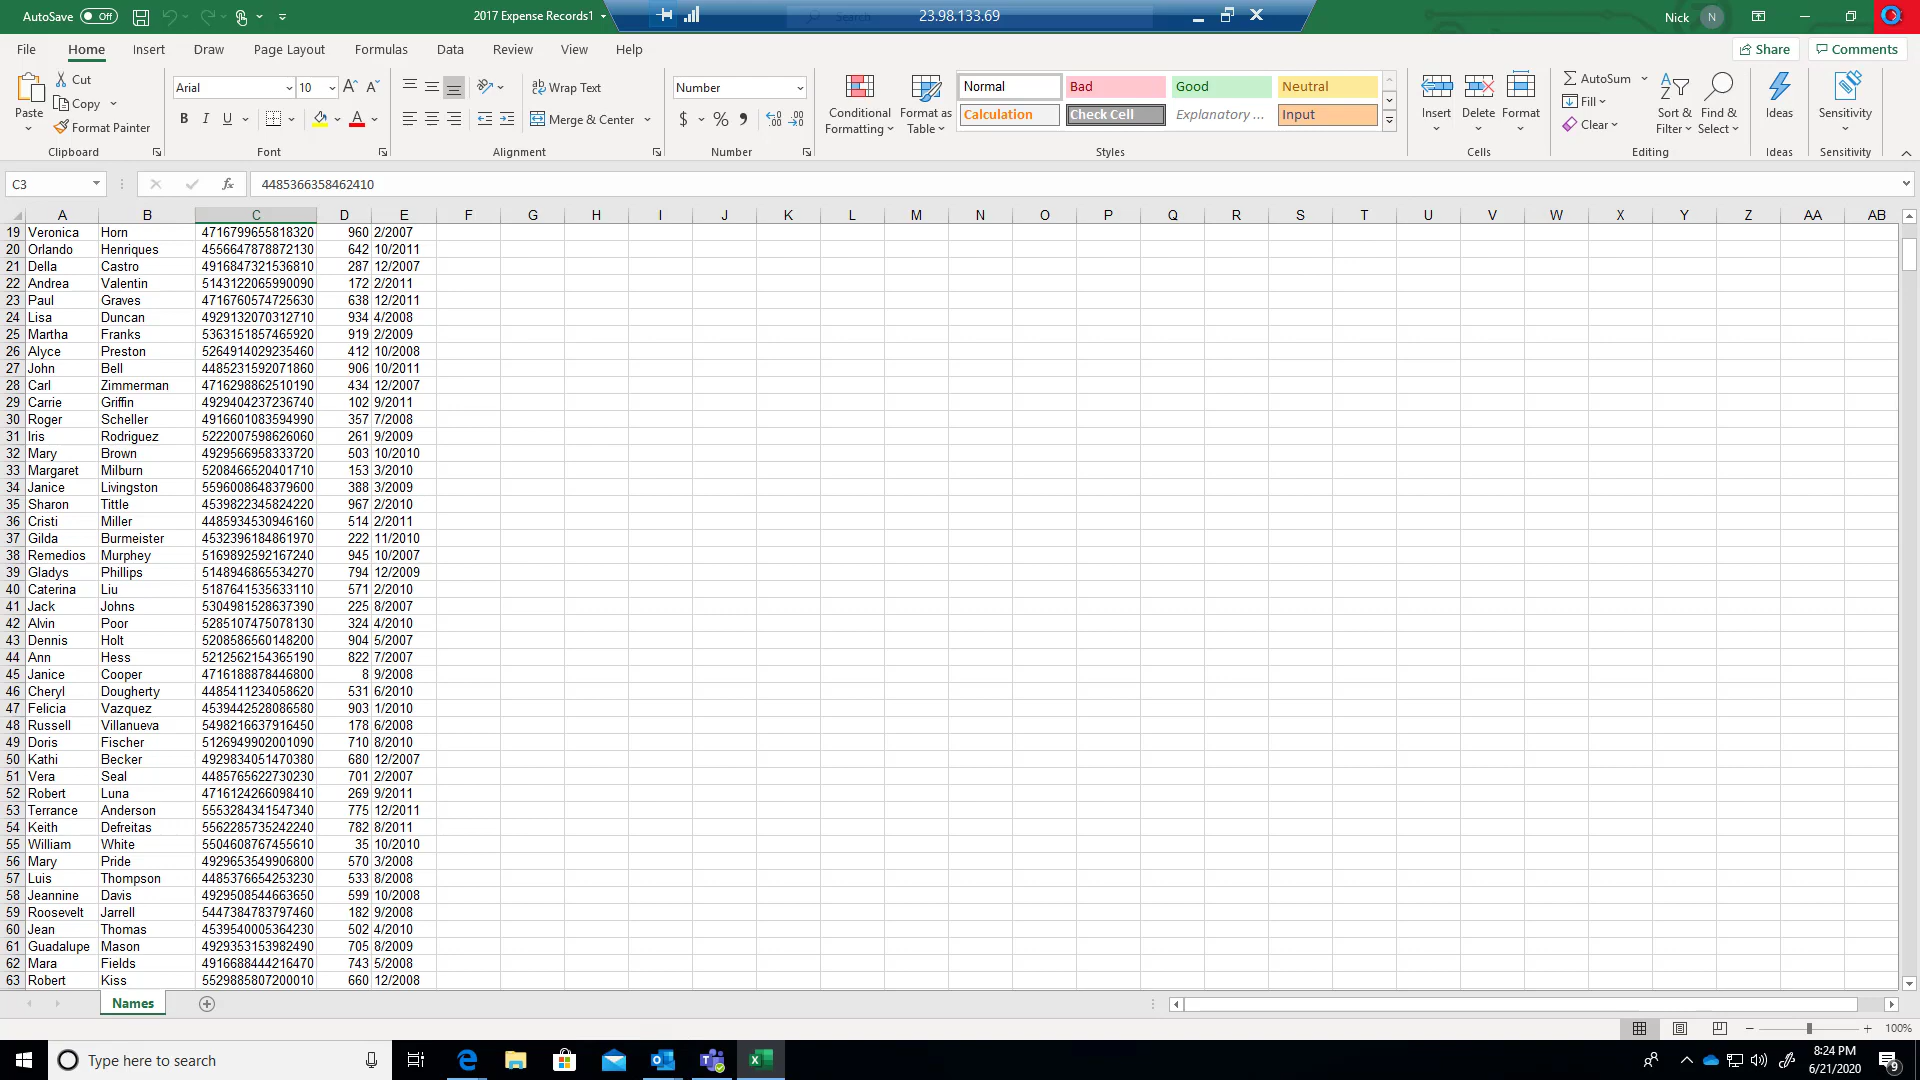 AutoSave Off 2017 Expense Records1 Search 23.98.133.69 Nick N
File Home Insert Draw Page Layout Formulas Data Review View Help Share Comments
Paste Cut Copy Format Painter Clipboard
Arial 10 B I U A Font
Wrap Text Merge & Center Alignment
Number $ % Number
Conditional Formatting Format as Table
Normal Bad Good Neutral
Calculation Check Cell Explanatory ... Input
Styles
Insert Delete Format Cells
AutoSum Fill Clear Sort & Filter Find & Select Editing
Ideas Ideas
Sensitivity Sensitivity
C3 fx 4485366358462410
A B C D E F G H I J K L M N O P Q R S T U V W X Y Z AA AB
19 Veronica Horn 4716799655818320 960 2/2007
20 Orlando Henriques 4556647878872130 642 10/2011
21 Della Castro 4916847321536810 287 12/2007
22 Andrea Valentin 5143122065990090 172 2/2011
23 Paul Graves 4716760574725630 638 12/2011
24 Lisa Duncan 4929132070312710 934 4/2008
25 Martha Franks 5363151857465920 919 2/2009
26 Alyce Preston 5264914029235460 412 10/2008
27 John Bell 4485231592071860 906 10/2011
28 Carl Zimmerman 4716298862510190 434 12/2007
29 Carrie Griffin 4929404237236740 102 9/2011
30 Roger Scheller 4916601083594990 357 7/2008
31 Iris Rodriguez 5222007598626060 261 9/2009
32 Mary Brown 4929566958333720 503 10/2010
33 Margaret Milburn 5208466520401710 153 3/2010
34 Janice Livingston 5596008648379600 388 3/2009
35 Sharon Tittle 4539822345824220 967 2/2010
36 Cristi Miller 4485934530946160 514 2/2011
37 Gilda Burmeister 4532396184861970 222 11/2010
38 Remedios Murphey 5169892592167240 945 10/2007
39 Gladys Phillips 5148946865534270 794 12/2009
40 Caterina Liu 5187641535633110 571 2/2010
41 Jack Johns 5304981528637390 225 8/2007
42 Alvin Poor 5285107475078130 324 4/2010
43 Dennis Holt 5208586560148200 904 5/2007
44 Ann Hess 5212562154365190 822 7/2007
45 Janice Cooper 4716188878446800 8 9/2008
46 Cheryl Dougherty 4485411234058620 531 6/2010
47 Felicia Vazquez 4539442528086580 903 1/2010
48 Russell Villanueva 5498216637916450 178 6/2008
49 Doris Fischer 5126949902001090 710 8/2010
50 Kathi Becker 4929834051470380 680 12/2007
51 Vera Seal 4485765622730230 701 2/2007
52 Robert Luna 4716124266098410 269 9/2011
53 Terrance Anderson 5553284341547340 775 12/2011
54 Keith Defreitas 5562285735242240 782 8/2011
55 William White 5504608767455610 35 10/2010
56 Mary Pride 4929653549906800 570 3/2008
57 Luis Thompson 4485376654253230 533 8/2008
58 Jeannine Davis 4929508544663650 599 10/2008
59 Roosevelt Jarrell 5447384783797460 182 9/2008
60 Jean Thomas 4539540005364230 502 4/2010
61 Guadalupe Mason 4929353153982490 705 8/2009
62 Mara Fields 4916688444216470 743 5/2008
63 Robert Kiss 5529885807200010 660 12/2008
Names
100%
Type here to search
8:24 PM
6/21/2020
9